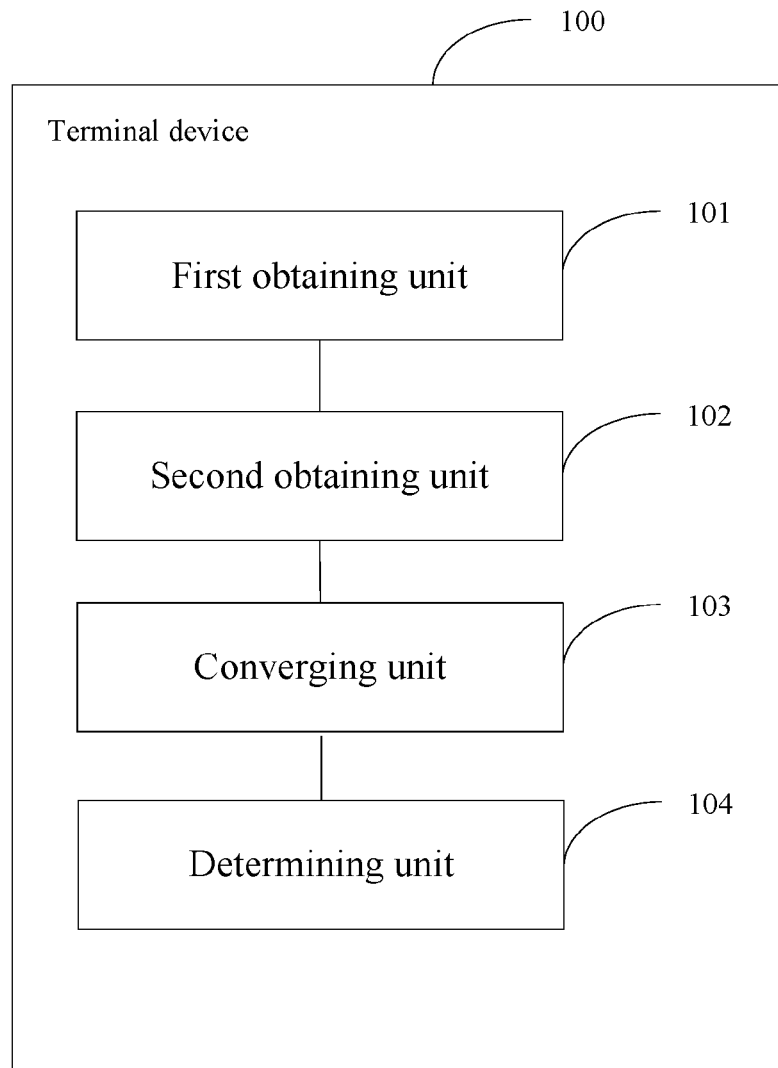 100
Terminal device
101
First obtaining unit
102
Second obtaining unit
103
Converging unit
104
Determining unit